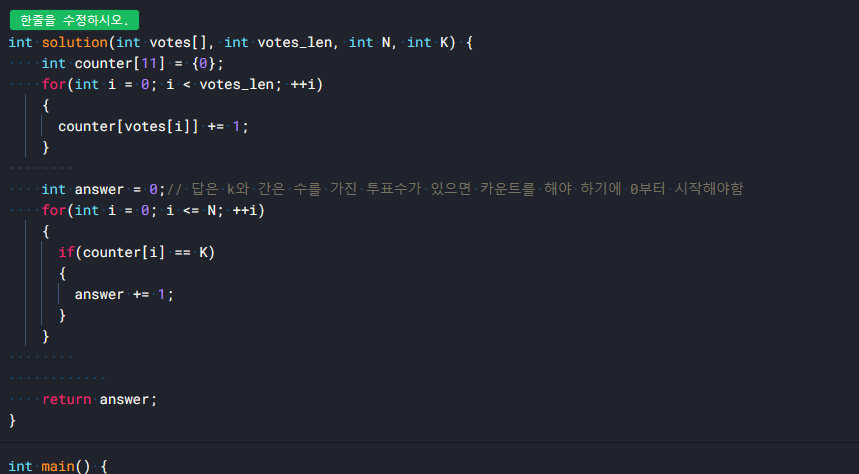 한줄을 수정하시오.
int solution(int votes[], int votes_len, int N, int K) {
int counter[11] = {0};
for(int i = 0; i < votes_len; ++i)
{
counter[votes[i]] += 1;
}
int answer = 0;// 답은 k와 간은 수를 가진 투표수가 있으면 카운트를 해야 하기에 0부터 시작해야함
for(int i = 0; i <= N; ++i)
{
if(counter[i] == K)
{
answer += 1;
}
}
return answer;
}
int main() {